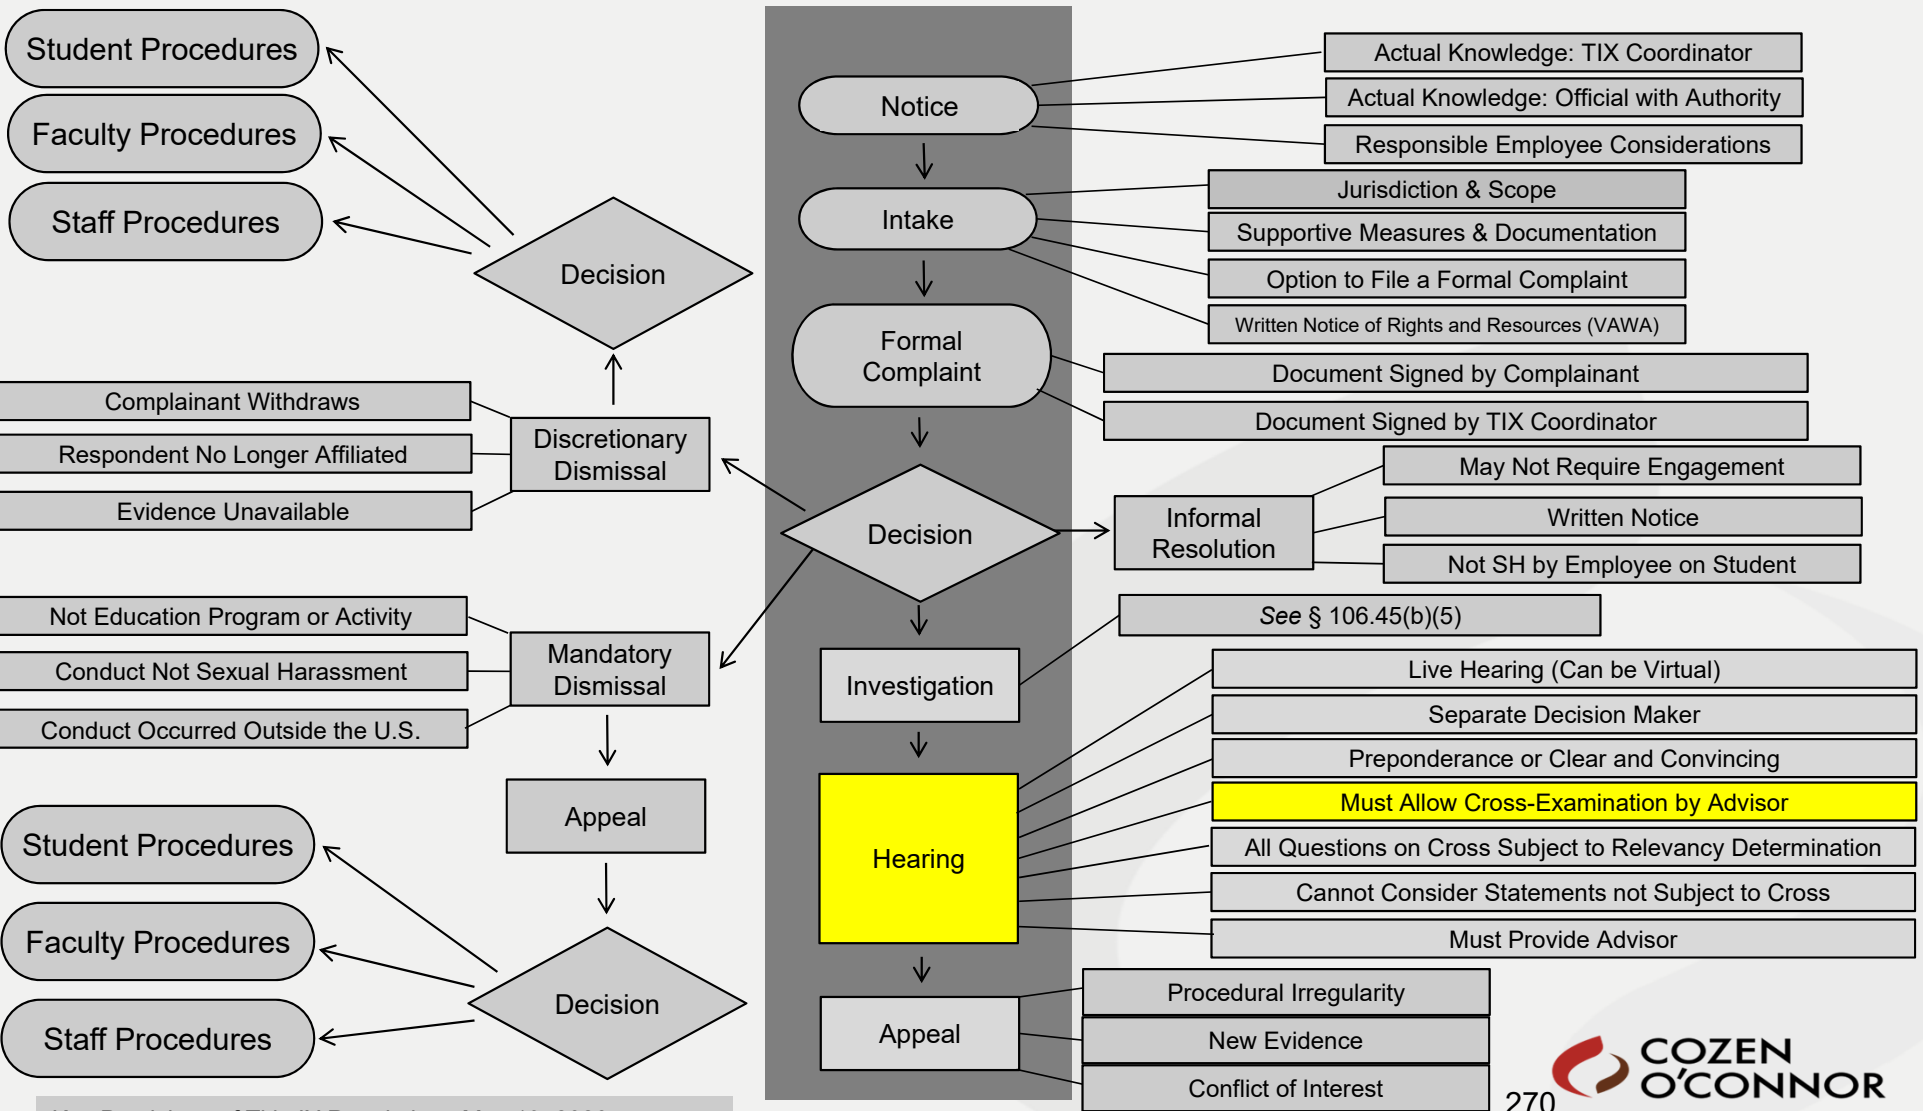 Student Procedures
Faculty Procedures
Staff Procedures
Decision
Complainant Withdraws
Respondent No Longer Affiliated
Evidence Unavailable
Discretionary
Dismissal
Not Education Program or Activity
Conduct Not Sexual Harassment
Conduct Occurred Outside the U.S.
Mandatory
Dismissal
Appeal
Student Procedures
Faculty Procedures
Staff Procedures
Decision
Notice
Actual Knowledge: TIX Coordinator
Actual Knowledge: Official with Authority
Responsible Employee Considerations
Intake
Jurisdiction & Scope
Supportive Measures & Documentation
Option to File a Formal Complaint
Written Notice of Rights and Resources (VAWA)
Formal
Complaint
Document Signed by Complainant
Document Signed by TIX Coordinator
Decision
Informal
Resolution
May Not Require Engagement
Written Notice
Not SH by Employee on Student
Investigation
See § 106.45(b)(5)
Hearing
Live Hearing (Can be Virtual)
Separate Decision Maker
Preponderance or Clear and Convincing
Must Allow Cross-Examination by Advisor
All Questions on Cross Subject to Relevancy Determination
Cannot Consider Statements not Subject to Cross
Must Provide Advisor
Appeal
Procedural Irregularity
New Evidence
Conflict of Interest
270
COZEN
O'CONNOR